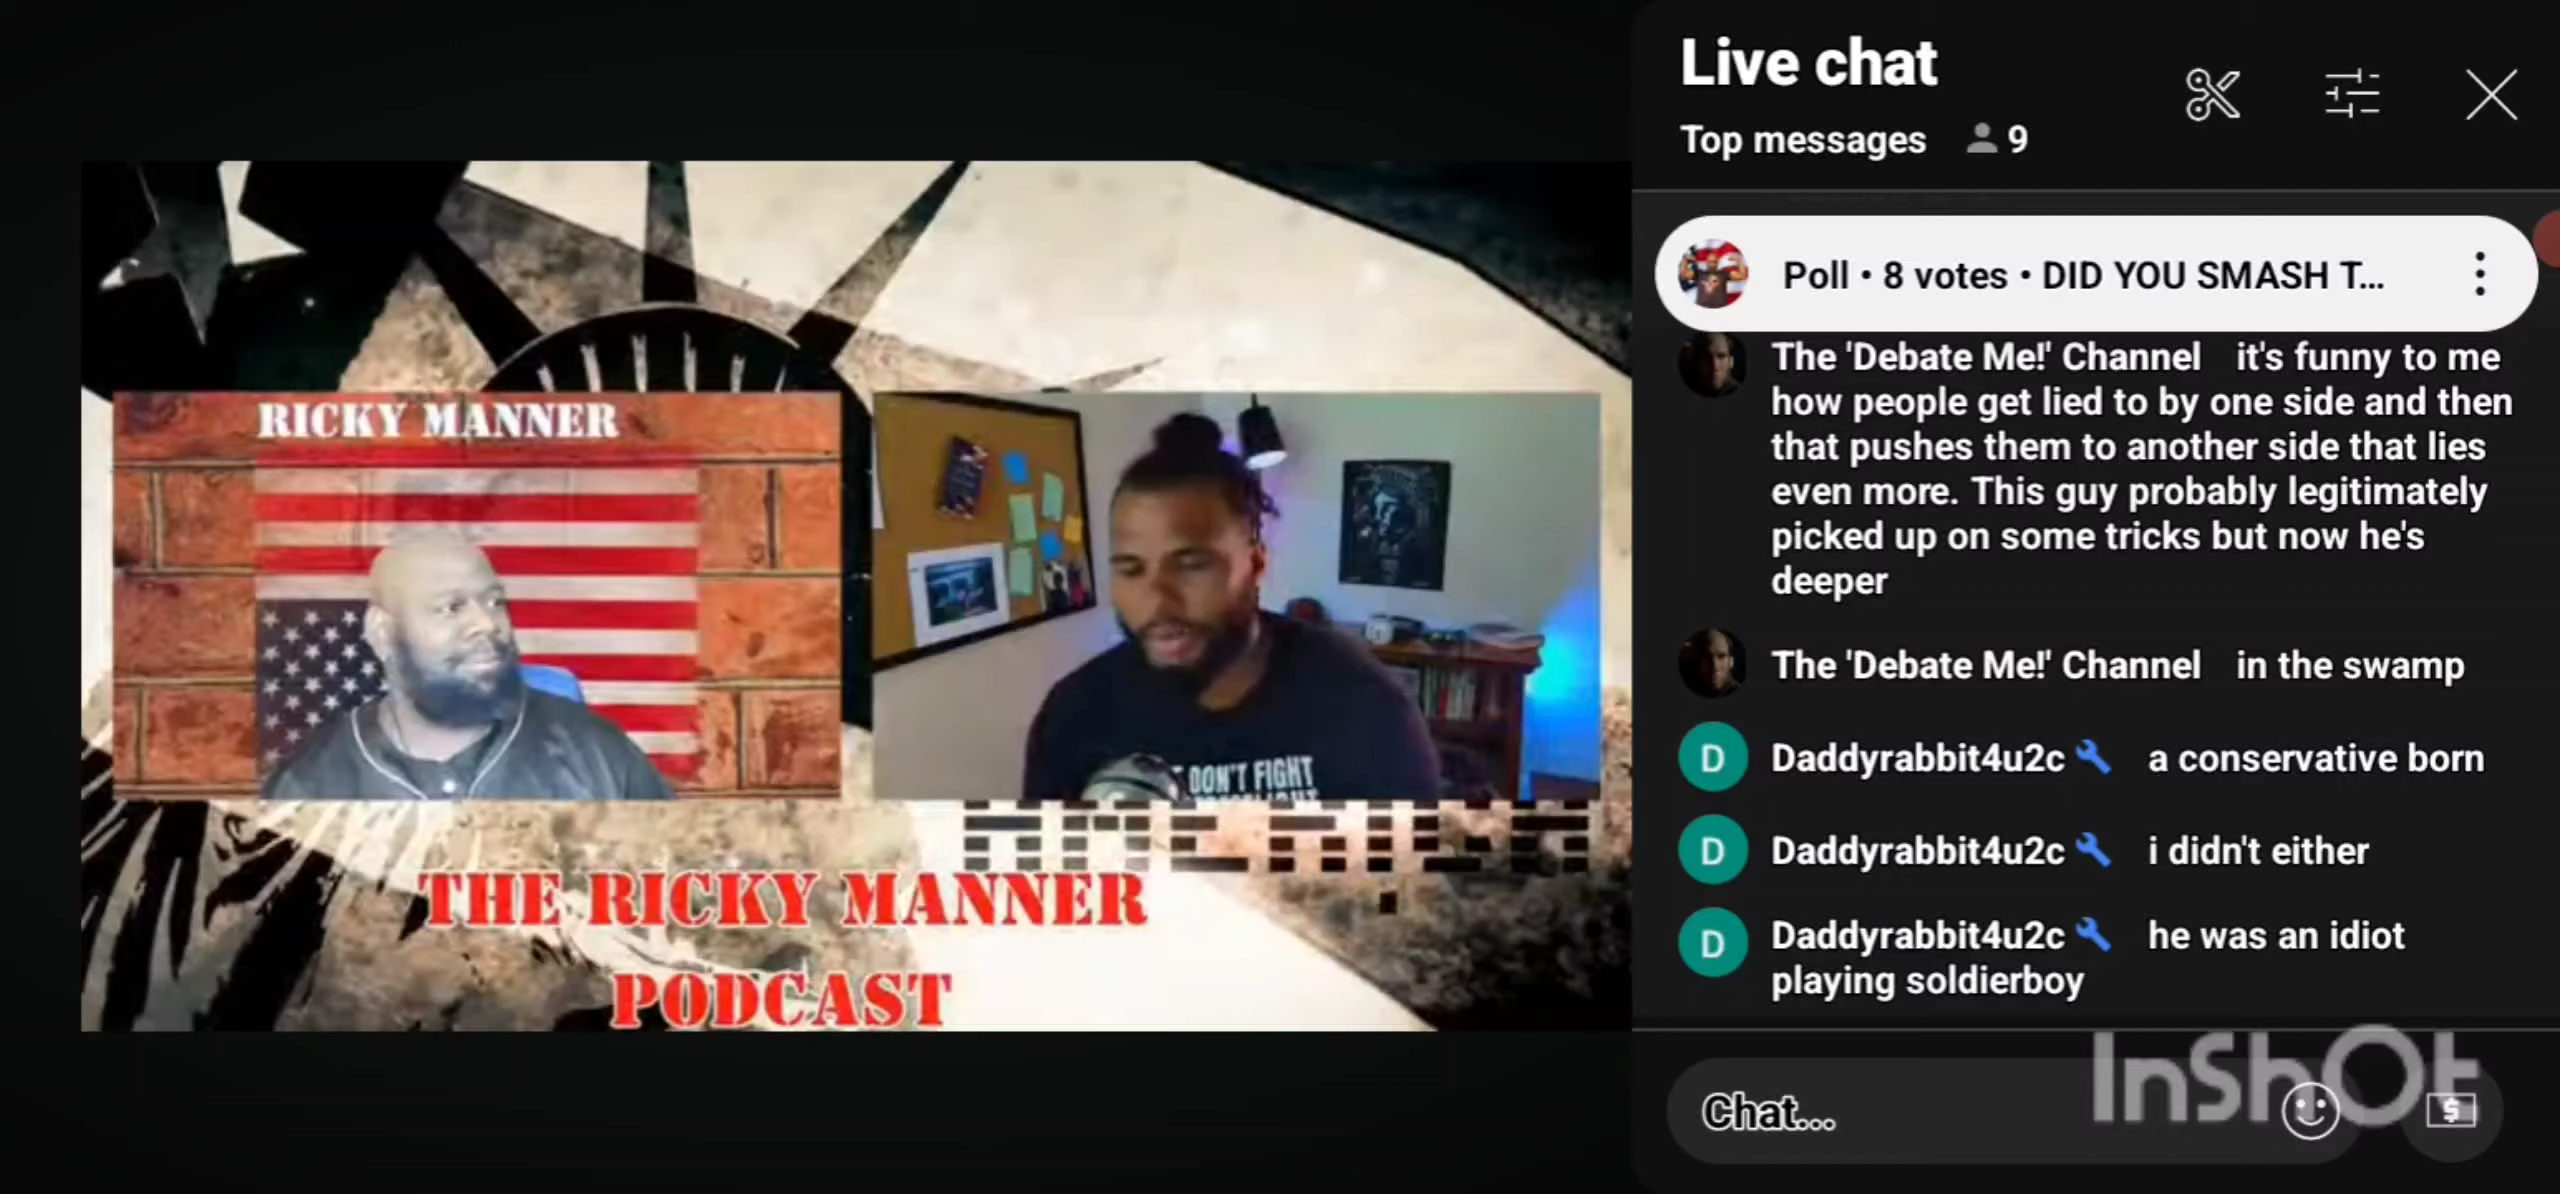 Live chat
Top messages 9
Poll • 8 votes • DID YOU SMASH T...
The 'Debate Me!' Channel it's funny to me
how people get lied to by one side and then
that pushes them to another side that lies
even more. This guy probably legitimately
picked up on some tricks but now he's
deeper
The 'Debate Me!' Channel in the swamp
D Daddyrabbit4u2c a conservative born
D Daddyrabbit4u2c i didn't either
D Daddyrabbit4u2c he was an idiot
playing soldierboy
Chat...
InShOt
RICKY MANNER
DON'T FIGHT
THE RICKY MANNER
PODCAST